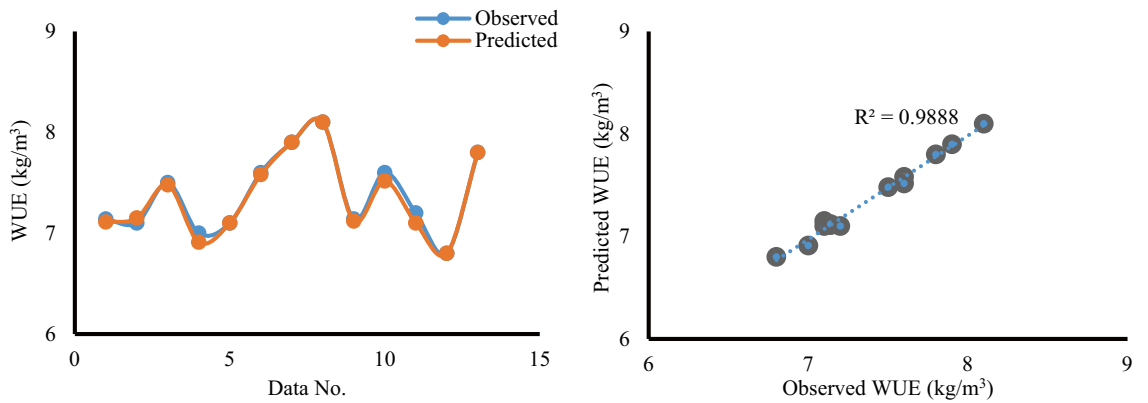 Observed
Predicted
9
8
7
6
WUE (kg/m³)
0
5
10
15
Data No.
9
8
7
6
Predicted WUE (kg/m³)
R² = 0.9888
6
7
8
9
Observed WUE (kg/m³)